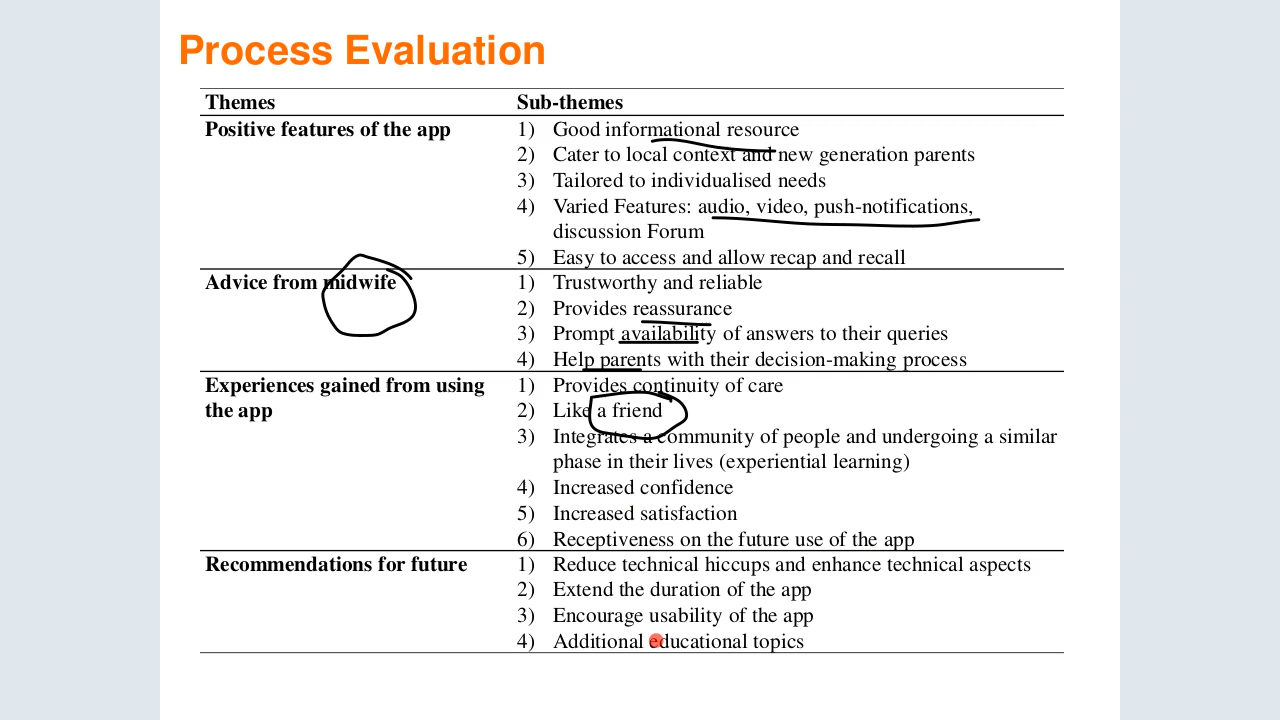 Process Evaluation
Themes Sub-themes
Positive features of the app 1) Good informational resource
2) Cater to local context and new generation parents
3) Tailored to individualised needs
4) Varied Features: audio, video, push-notifications,
discussion Forum
5) Easy to access and allow recap and recall
Advice from midwife 1) Trustworthy and reliable
2) Provides reassurance
3) Prompt availability of answers to their queries
4) Help parents with their decision-making process
Experiences gained from using 1) Provides continuity of care
the app 2) Like a friend
3) Integrates a community of people and undergoing a similar
phase in their lives (experiential learning)
4) Increased confidence
5) Increased satisfaction
6) Receptiveness on the future use of the app
Recommendations for future 1) Reduce technical hiccups and enhance technical aspects
2) Extend the duration of the app
3) Encourage usability of the app
4) Additional educational topics